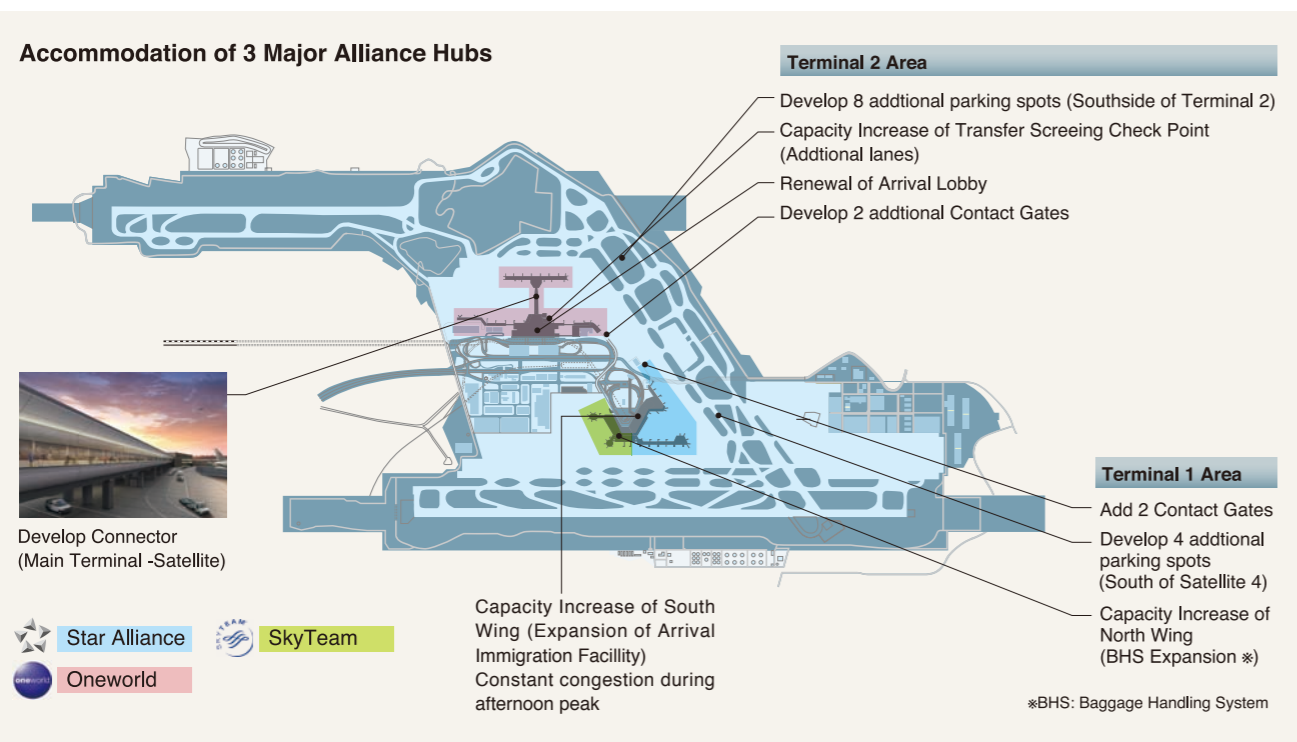 Accommodation of 3 Major Alliance Hubs
Terminal 2 Area
Develop 8 addtional parking spots (Southside of Terminal 2)
Capacity Increase of Transfer Screeing Check Point
(Addtional lanes)
Renewal of Arrival Lobby
Develop 2 addtional Contact Gates
Develop Connector
(Main Terminal -Satellite)
Terminal 1 Area
Add 2 Contact Gates
Develop 4 addtional
parking spots
(South of Satellite 4)
Capacity Increase of
North Wing
(BHS Expansion ※)
Capacity Increase of South
Wing (Expansion of Arrival
Immigration Facillity)
Constant congestion during
afternoon peak
Star Alliance
SKYTEAM
SkyTeam
oneworld
Oneworld
※BHS: Baggage Handling System